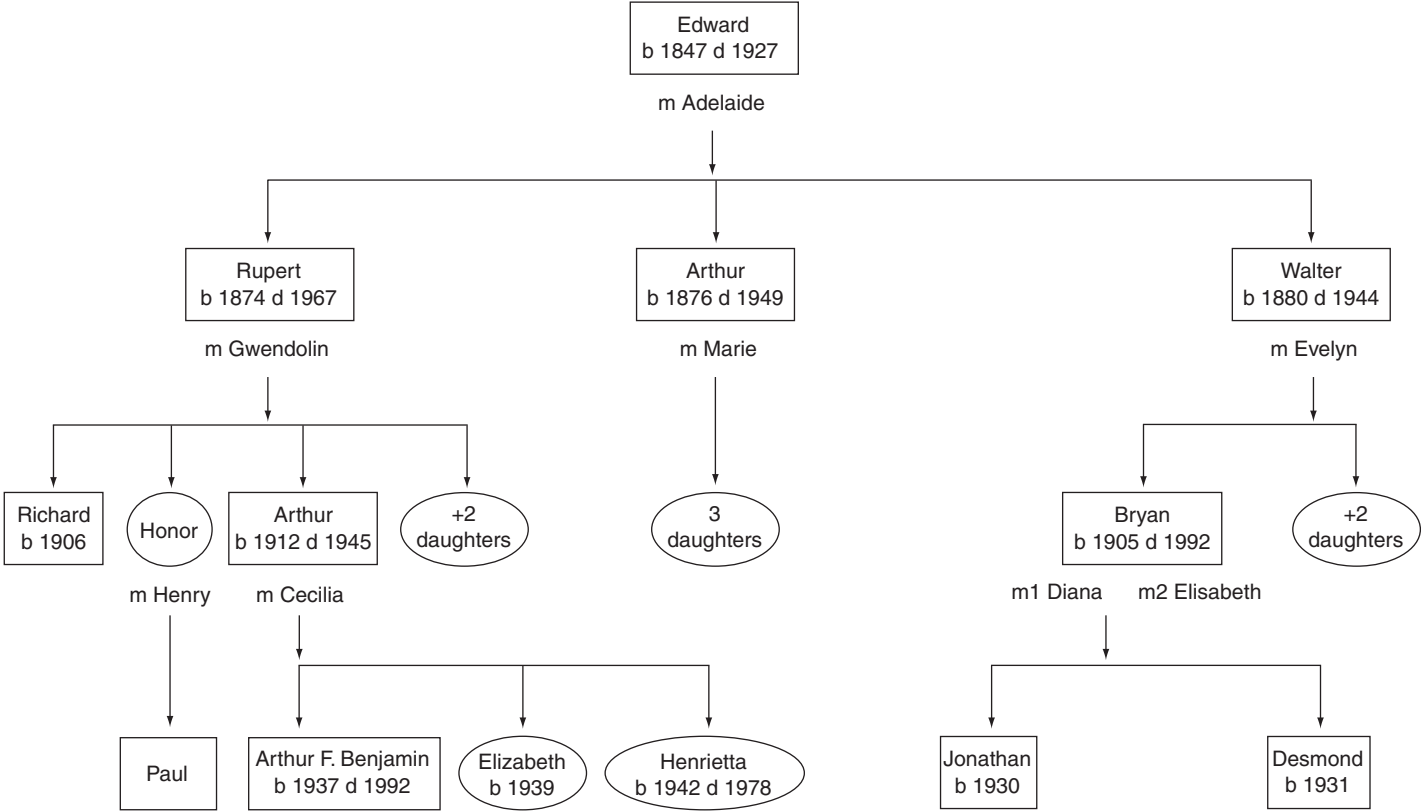 Edward
b 1847 d 1927
m Adelaide
Rupert
b 1874 d 1967
Arthur
b 1876 d 1949
Walter
b 1880 d 1944
m Gwendolin
m Marie
m Evelyn
Richard
b 1906
Honor
Arthur
b 1912 d 1945
+2
daughters
3
daughters
Bryan
b 1905 d 1992
+2
daughters
m Henry
m Cecilia
m1 Diana
m2 Elisabeth
Paul
Arthur F. Benjamin
b 1937 d 1992
Elizabeth
b 1939
Henrietta
b 1942 d 1978
Jonathan
b 1930
Desmond
b 1931